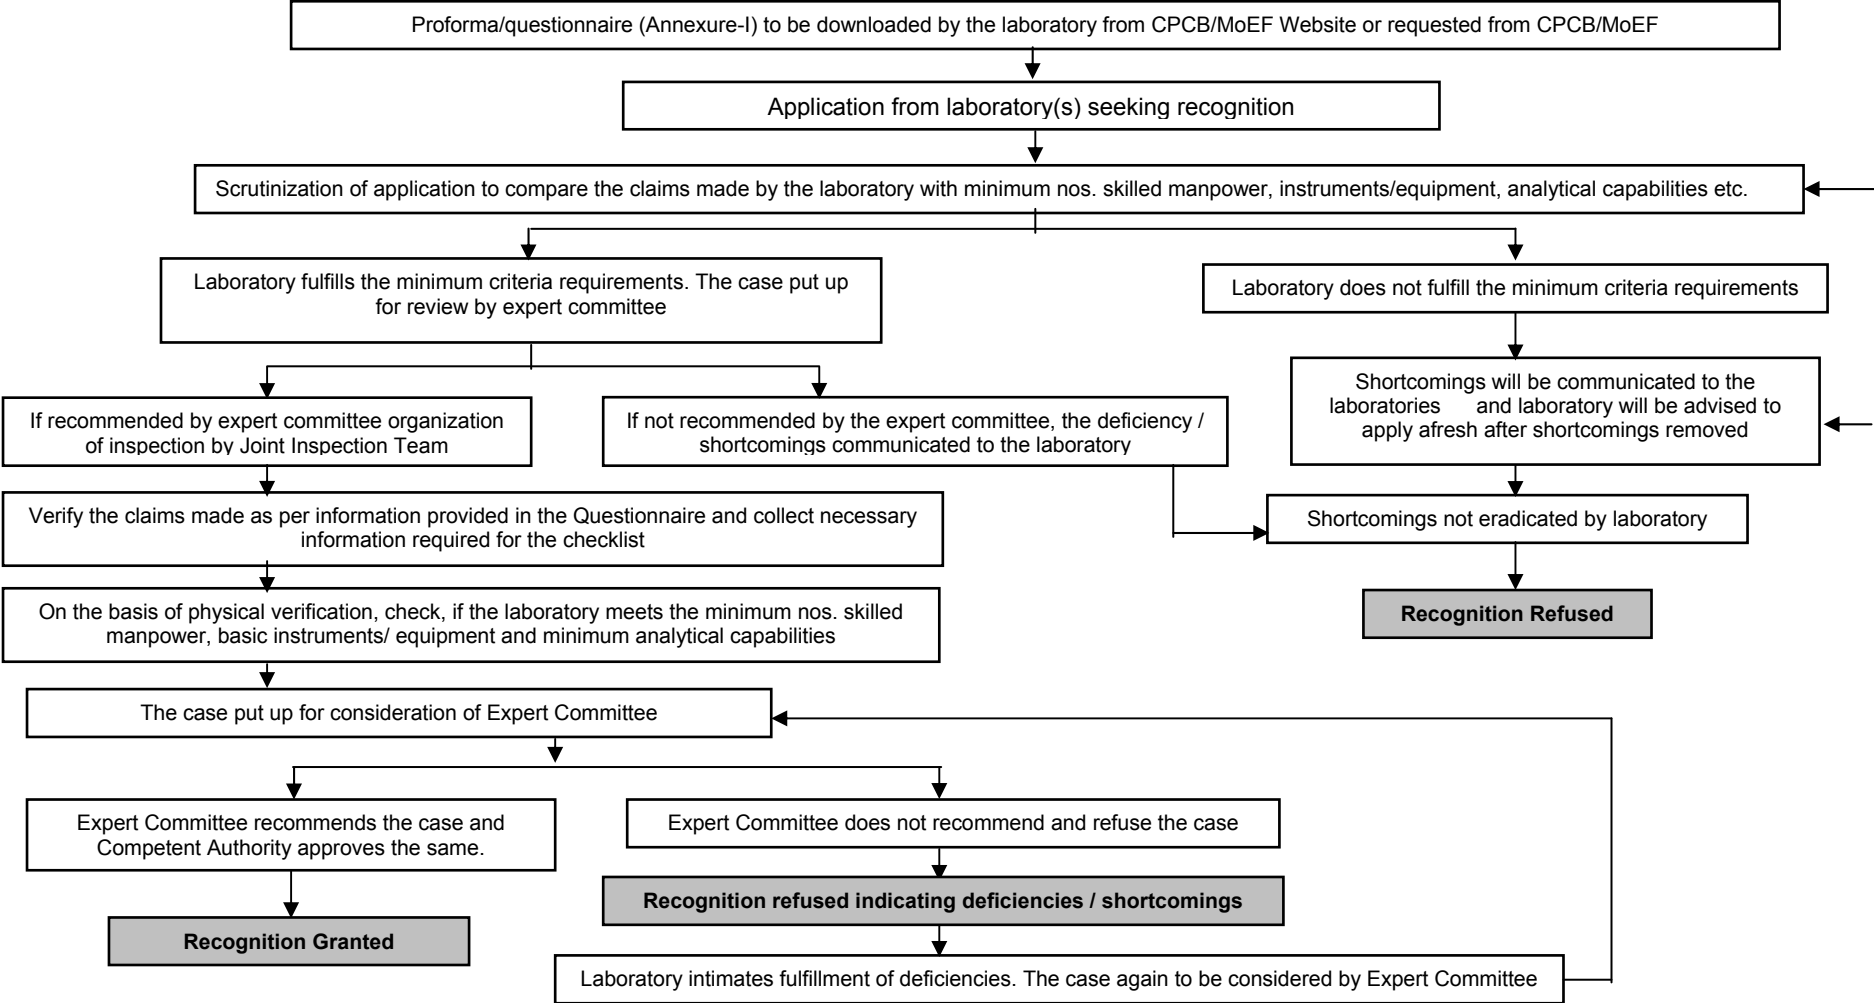 Proforma/questionnaire (Annexure-I) to be downloaded by the laboratory from CPCB/MoEF Website or requested from CPCB/MoEF
Application from laboratory(s) seeking recognition
Scrutinization of application to compare the claims made by the laboratory with minimum nos. skilled manpower, instruments/equipment, analytical capabilities etc.
Laboratory fulfills the minimum criteria requirements. The case put up
for review by expert committee
Laboratory does not fulfill the minimum criteria requirements
If recommended by expert committee organization
of inspection by Joint Inspection Team
If not recommended by the expert committee, the deficiency /
shortcomings communicated to the laboratory
Shortcomings will be communicated to the
laboratories and laboratory will be advised to
apply afresh after shortcomings removed
Verify the claims made as per information provided in the Questionnaire and collect necessary
information required for the checklist
Shortcomings not eradicated by laboratory
On the basis of physical verification, check, if the laboratory meets the minimum nos. skilled
manpower, basic instruments/ equipment and minimum analytical capabilities
Recognition Refused
The case put up for consideration of Expert Committee
Expert Committee recommends the case and
Competent Authority approves the same.
Expert Committee does not recommend and refuse the case
Recognition refused indicating deficiencies / shortcomings
Recognition Granted
Laboratory intimates fulfillment of deficiencies. The case again to be considered by Expert Committee